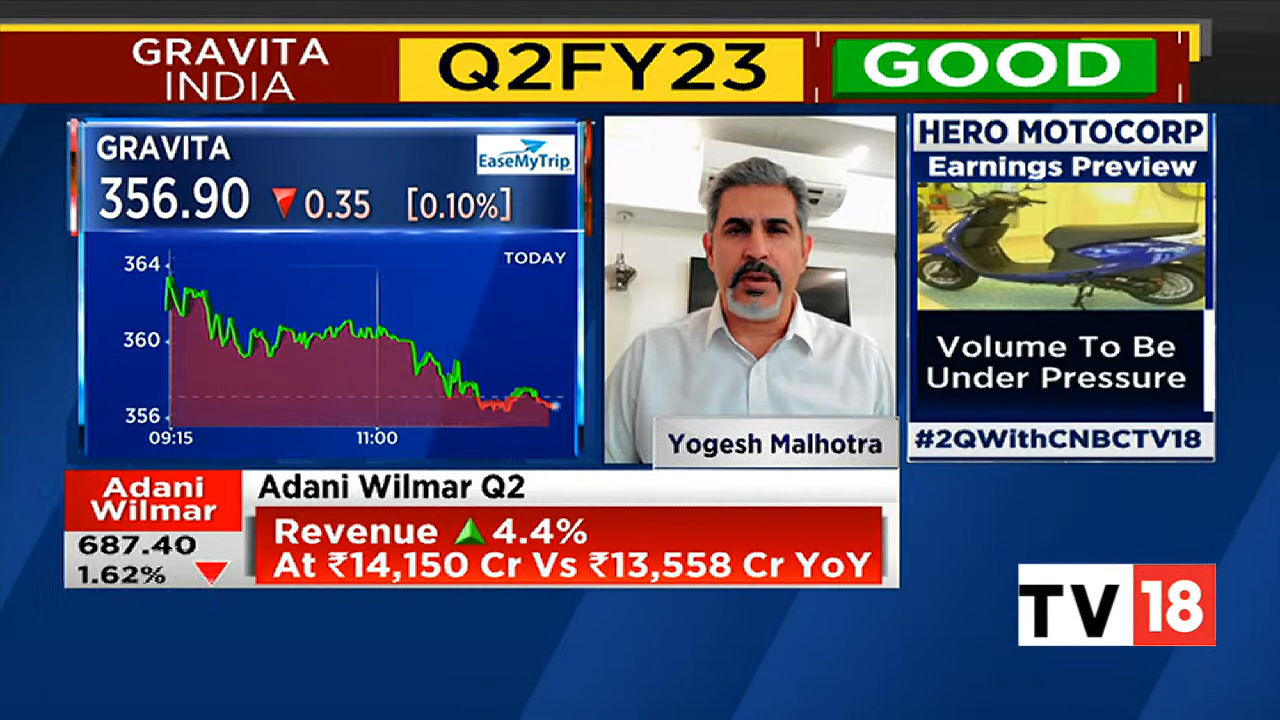 GRAVITA
INDIA
Q2FY23
GOOD
GRAVITA
EaseMyTrip
356.90 ▼ 0.35 [0.10%]
TODAY
364
360
356
09:15 11:00
Yogesh Malhotra
HERO MOTOCORP
Earnings Preview
Volume To Be
Under Pressure
#2QWithCNBCTV18
Adani
Wilmar
687.40
1.62% ▼
Adani Wilmar Q2
Revenue ▲ 4.4%
At ₹14,150 Cr Vs ₹13,558 Cr YoY
TV18